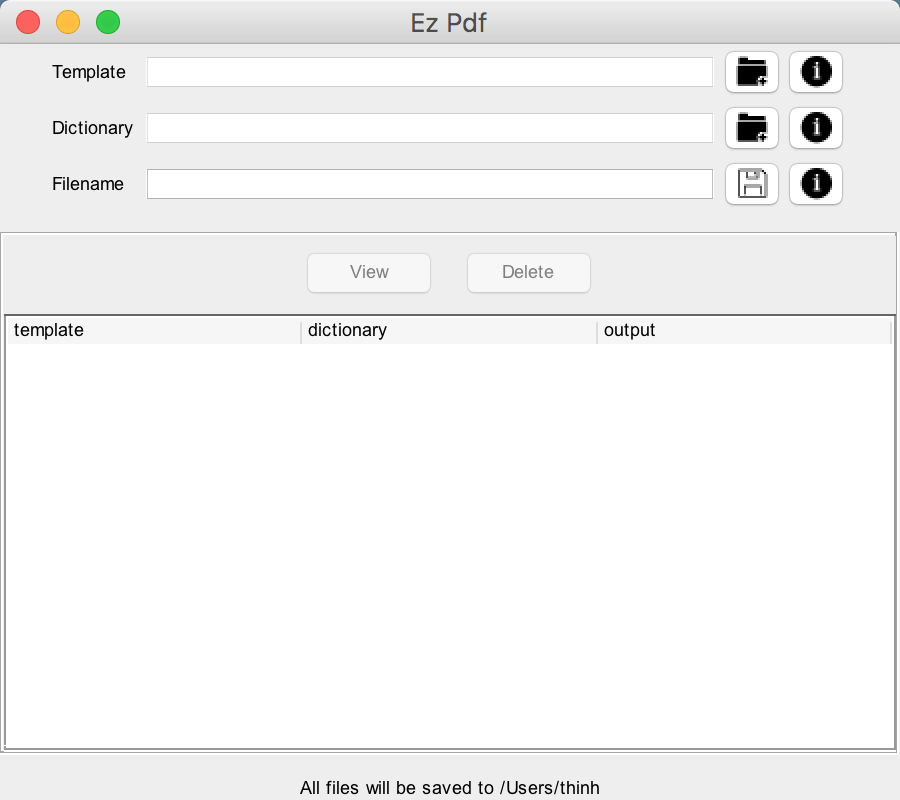 Ez Pdf
Template
Dictionary
Filename
View Delete
template dictionary output
All files will be saved to /Users/thinh